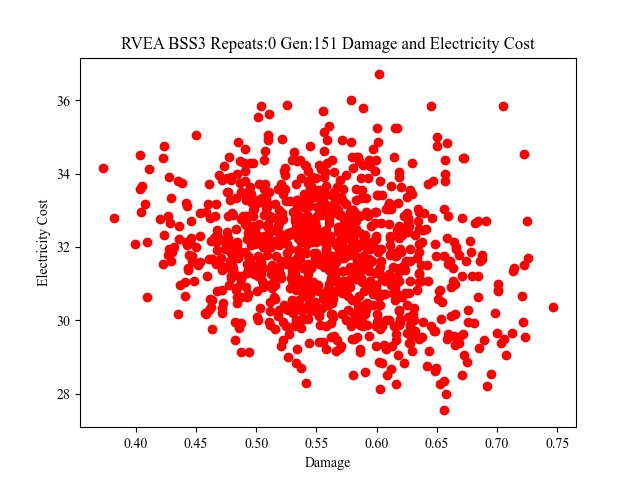 RVEA BSS3 Repeats:0 Gen:151 Damage and Electricity Cost
36
34
32
30
28
Electricity Cost
0.40 0.45 0.50 0.55 0.60 0.65 0.70 0.75
Damage